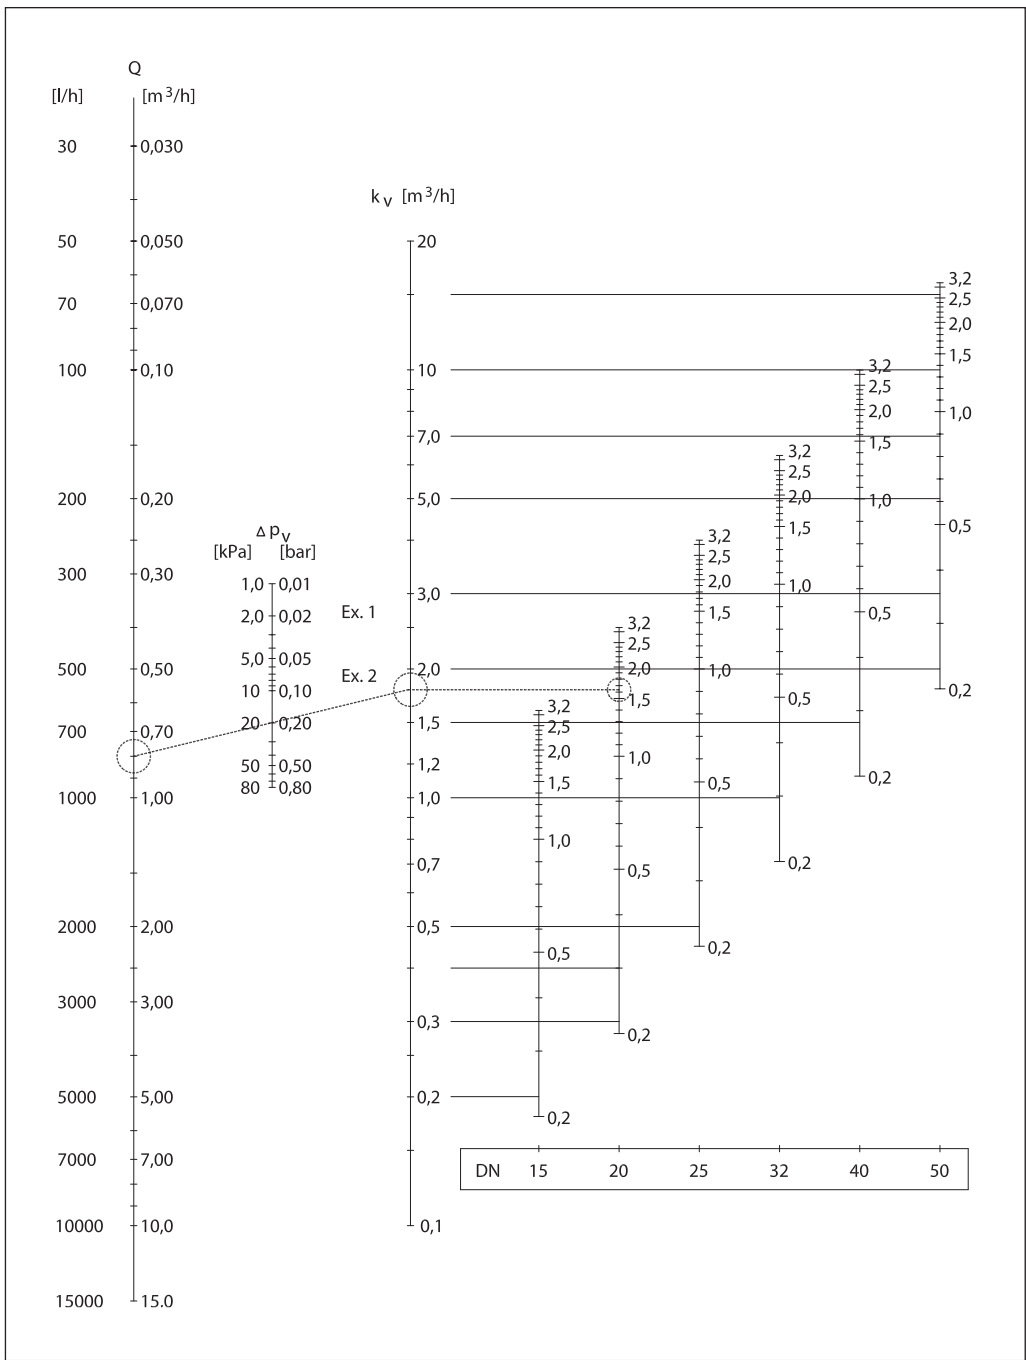 Q
[l/h] [m³/h]
30 0,030
k v [m³/h]
50 0,050 20
3,2
70 0,070 2,5
2,0
1,5
100 0,10 10 3,2
2,5
2,0 1,0
7,0 1,5
3,2
2,5
200 0,20 5,0 2,0 1,0
Δ p v 1,5 0,5
[kPa] [bar] 3,2
2,5
300 0,30 1,0 0,01 2,0 1,0
3,0
2,0 0,02 Ex. 1 1,5 0,5
3,2
2,5
5,0 0,05
500 0,50 2,0 2,0 1,0
Ex. 2
10 0,10 0,2
1,5 0,5
3,2
20 0,20 1,5 2,5
700 0,70
2,0 1,0
50 0,50 1,2
0,2
80 0,80 1,5 0,5
1000 1,00 1,0
1,0
0,7 0,2
0,5
2000 2,00 0,5
0,2
0,5
3000 3,00 0,3
0,2
5000 5,00 0,2
0,2
7000 7,00
DN 15 20 25 32 40 50
10000 10,0 0,1
15000 15.0